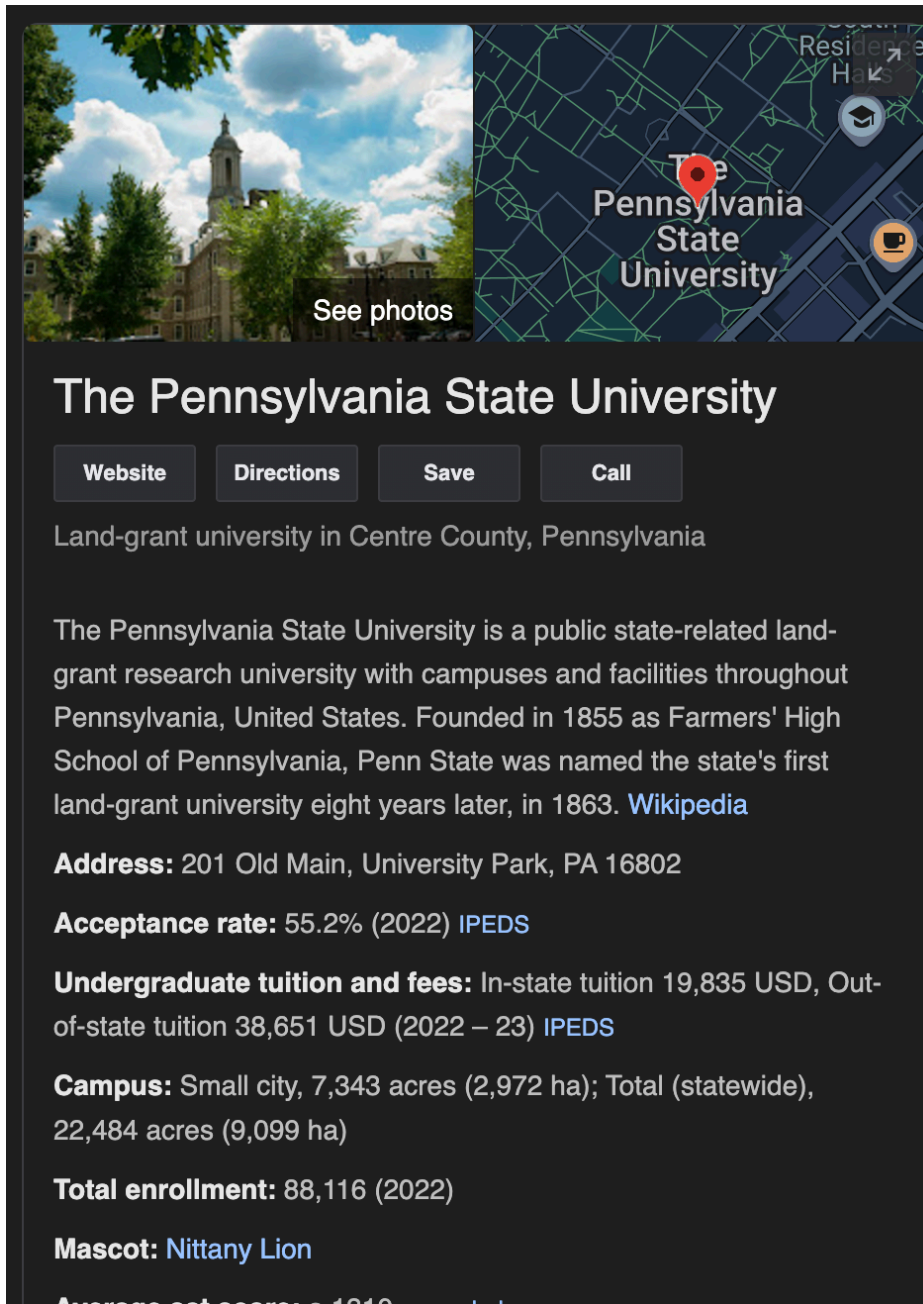 South
Residence
Halls
The
Pennsylvania
State
University
See photos
The Pennsylvania State University
Website Directions Save Call
Land-grant university in Centre County, Pennsylvania
The Pennsylvania State University is a public state-related land-
grant research university with campuses and facilities throughout
Pennsylvania, United States. Founded in 1855 as Farmers' High
School of Pennsylvania, Penn State was named the state's first
land-grant university eight years later, in 1863. Wikipedia
Address: 201 Old Main, University Park, PA 16802
Acceptance rate: 55.2% (2022) IPEDS
Undergraduate tuition and fees: In-state tuition 19,835 USD, Out-
of-state tuition 38,651 USD (2022 – 23) IPEDS
Campus: Small city, 7,343 acres (2,972 ha); Total (statewide),
22,484 acres (9,099 ha)
Total enrollment: 88,116 (2022)
Mascot: Nittany Lion